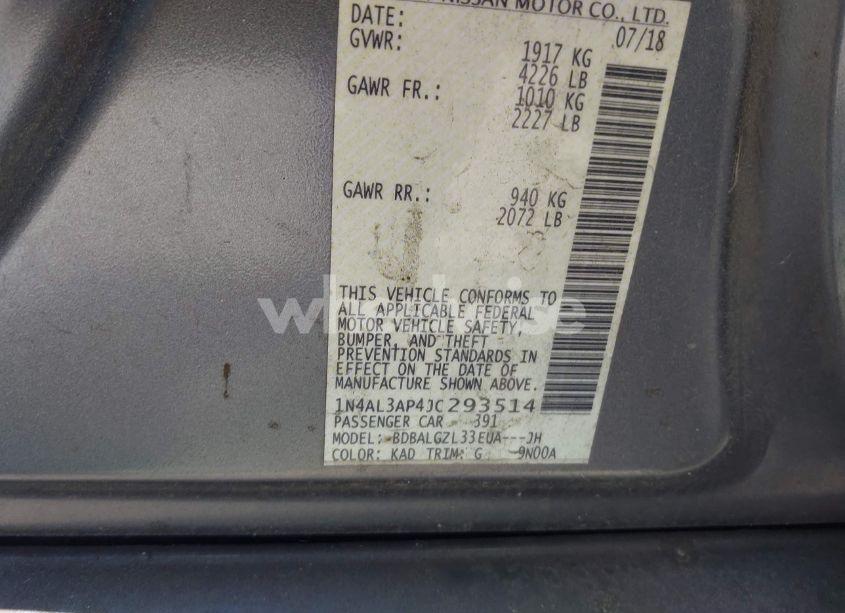 NISSAN MOTOR CO., LTD.
DATE: 07/18
GVWR: 1917 KG
4226 LB
GAWR FR.: 1010 KG
2227 LB
GAWR RR.: 940 KG
2072 LB
THIS VEHICLE CONFORMS TO
ALL APPLICABLE FEDERAL
MOTOR VEHICLE SAFETY,
BUMPER, AND THEFT
PREVENTION STANDARDS IN
EFFECT ON THE DATE OF
MANUFACTURE SHOWN ABOVE.
1N4AL3AP4JC293514
PASSENGER CAR 391
MODEL: BDBALGZL33EUA---JH
COLOR: KAD TRIM: G 9N00A